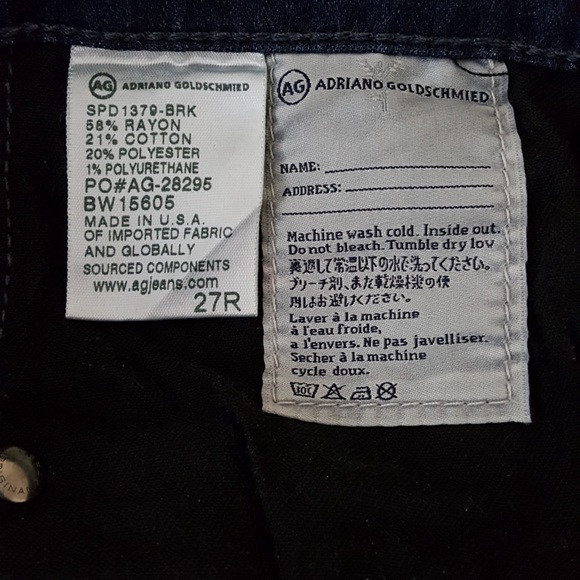 AG ADRIANO GOLDSCHMIED
SPD1379-BRK
58% RAYON
21% COTTON
20% POLYESTER
1% POLYURETHANE
PO#AG-28295
BW15605
MADE IN U.S.A.
OF IMPORTED FABRIC
AND GLOBALLY
SOURCED COMPONENTS
www.agjeans.com
27R
AG ADRIANO GOLDSCHMIED
NAME:
ADDRESS:
Machine wash cold. Inside out.
Do not bleach. Tumble dry low
裏返して常温以下の水で洗ってください。
ブリーチ剤、また乾燥機の使
用はお避けください。
Laver à la machine
à l'eau froide,
a l'envers. Ne pas javelliser.
Secher à la machine
cycle doux.